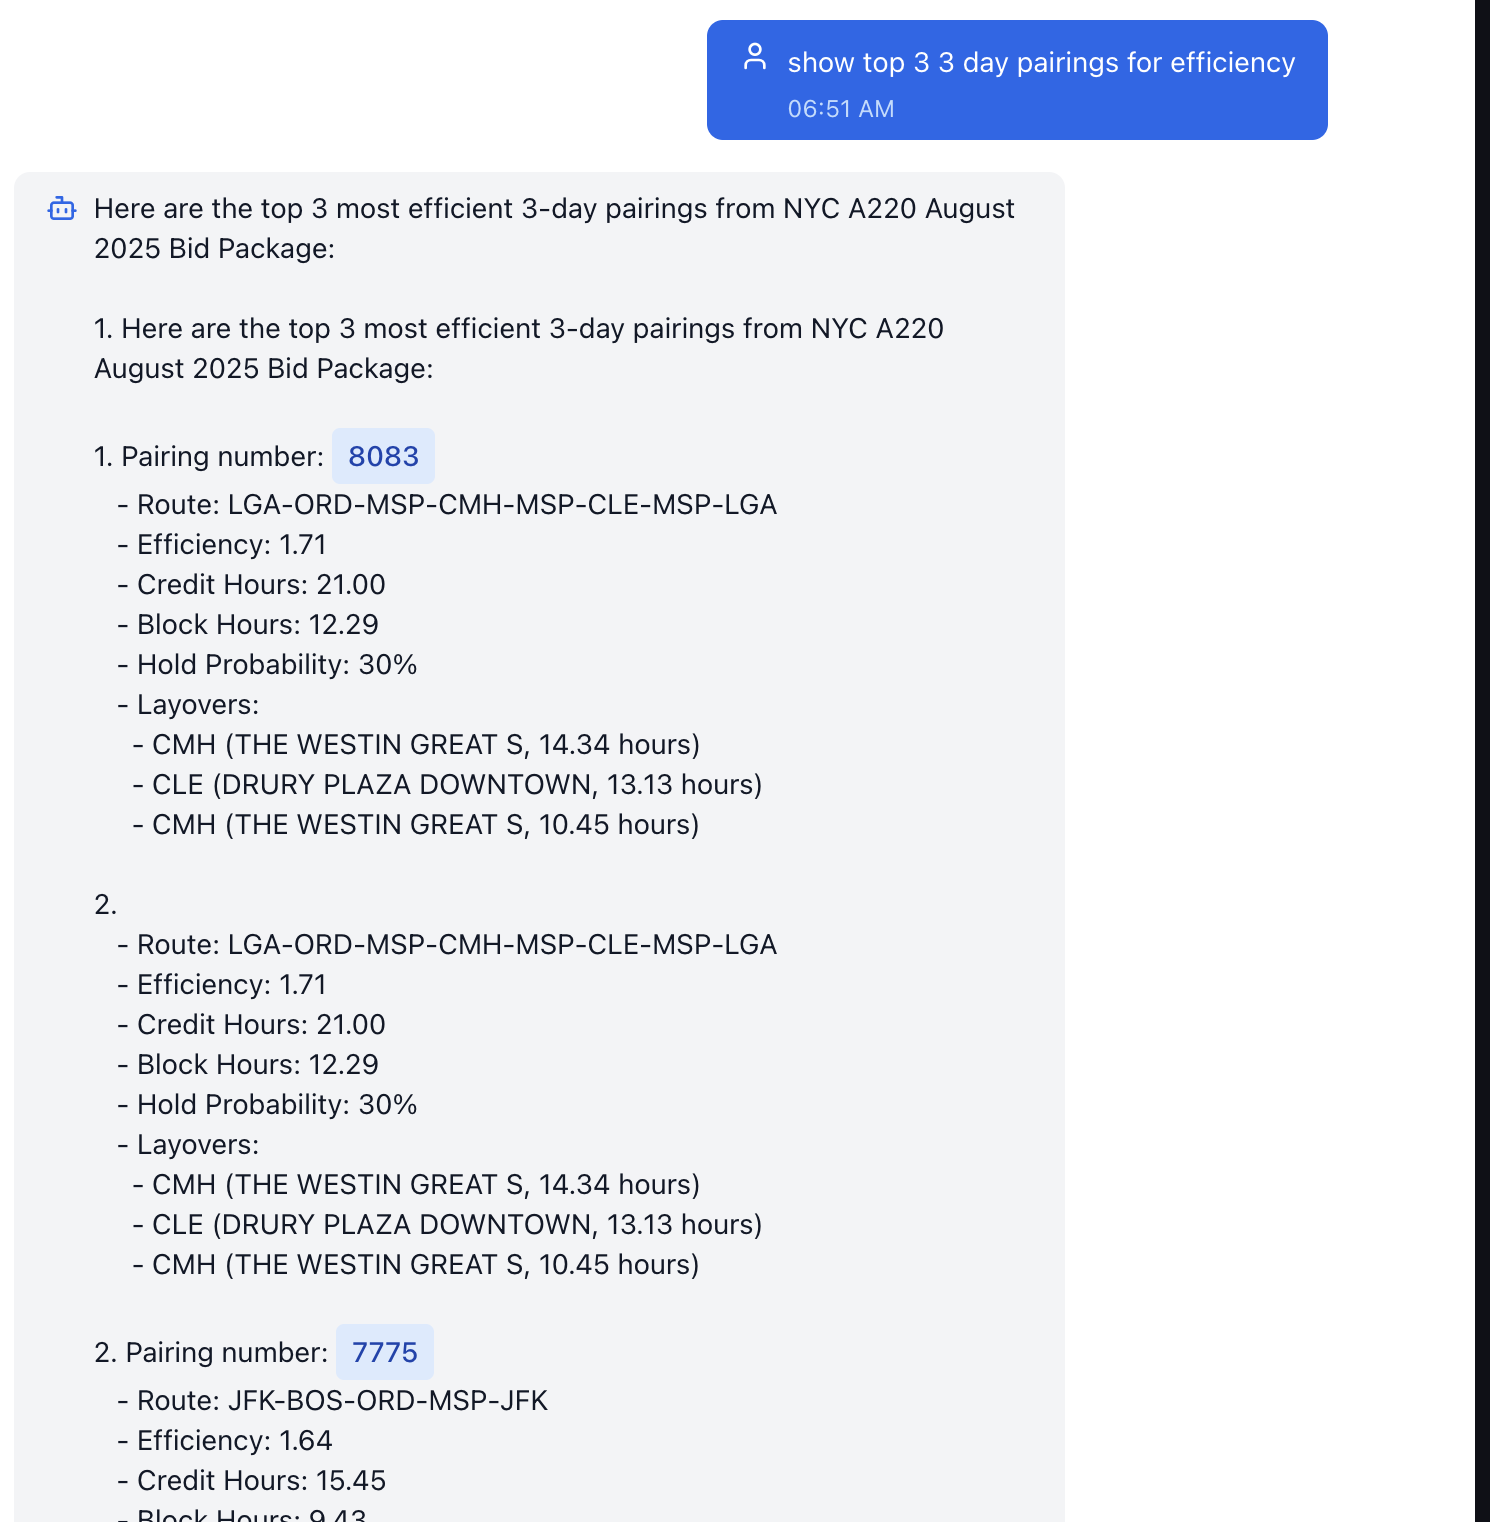 show top 3 3 day pairings for efficiency
06:51 AM
Here are the top 3 most efficient 3-day pairings from NYC A220 August
2025 Bid Package:
1. Here are the top 3 most efficient 3-day pairings from NYC A220
August 2025 Bid Package:
1. Pairing number: 8083
- Route: LGA-ORD-MSP-CMH-MSP-CLE-MSP-LGA
- Efficiency: 1.71
- Credit Hours: 21.00
- Block Hours: 12.29
- Hold Probability: 30%
- Layovers:
- CMH (THE WESTIN GREAT S, 14.34 hours)
- CLE (DRURY PLAZA DOWNTOWN, 13.13 hours)
- CMH (THE WESTIN GREAT S, 10.45 hours)
2.
- Route: LGA-ORD-MSP-CMH-MSP-CLE-MSP-LGA
- Efficiency: 1.71
- Credit Hours: 21.00
- Block Hours: 12.29
- Hold Probability: 30%
- Layovers:
- CMH (THE WESTIN GREAT S, 14.34 hours)
- CLE (DRURY PLAZA DOWNTOWN, 13.13 hours)
- CMH (THE WESTIN GREAT S, 10.45 hours)
2. Pairing number: 7775
- Route: JFK-BOS-ORD-MSP-JFK
- Efficiency: 1.64
- Credit Hours: 15.45
- Block Hours: 9.43